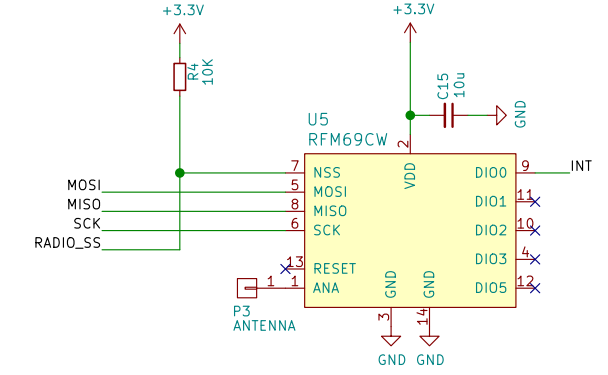 +3.3V
+3.3V
R4
10K
C15
10u
GND
U5
RFM69CW
2
VDD
7 NSS
DIO0 9 INT
MOSI 5 MOSI
DIO1 11
MISO 8 MISO
DIO2 10
SCK 6 SCK
RADIO_SS
DIO3 4
13 RESET
1 1 ANA
DIO5 12
P3
ANTENNA
GND
GND
3
14
GND
GND